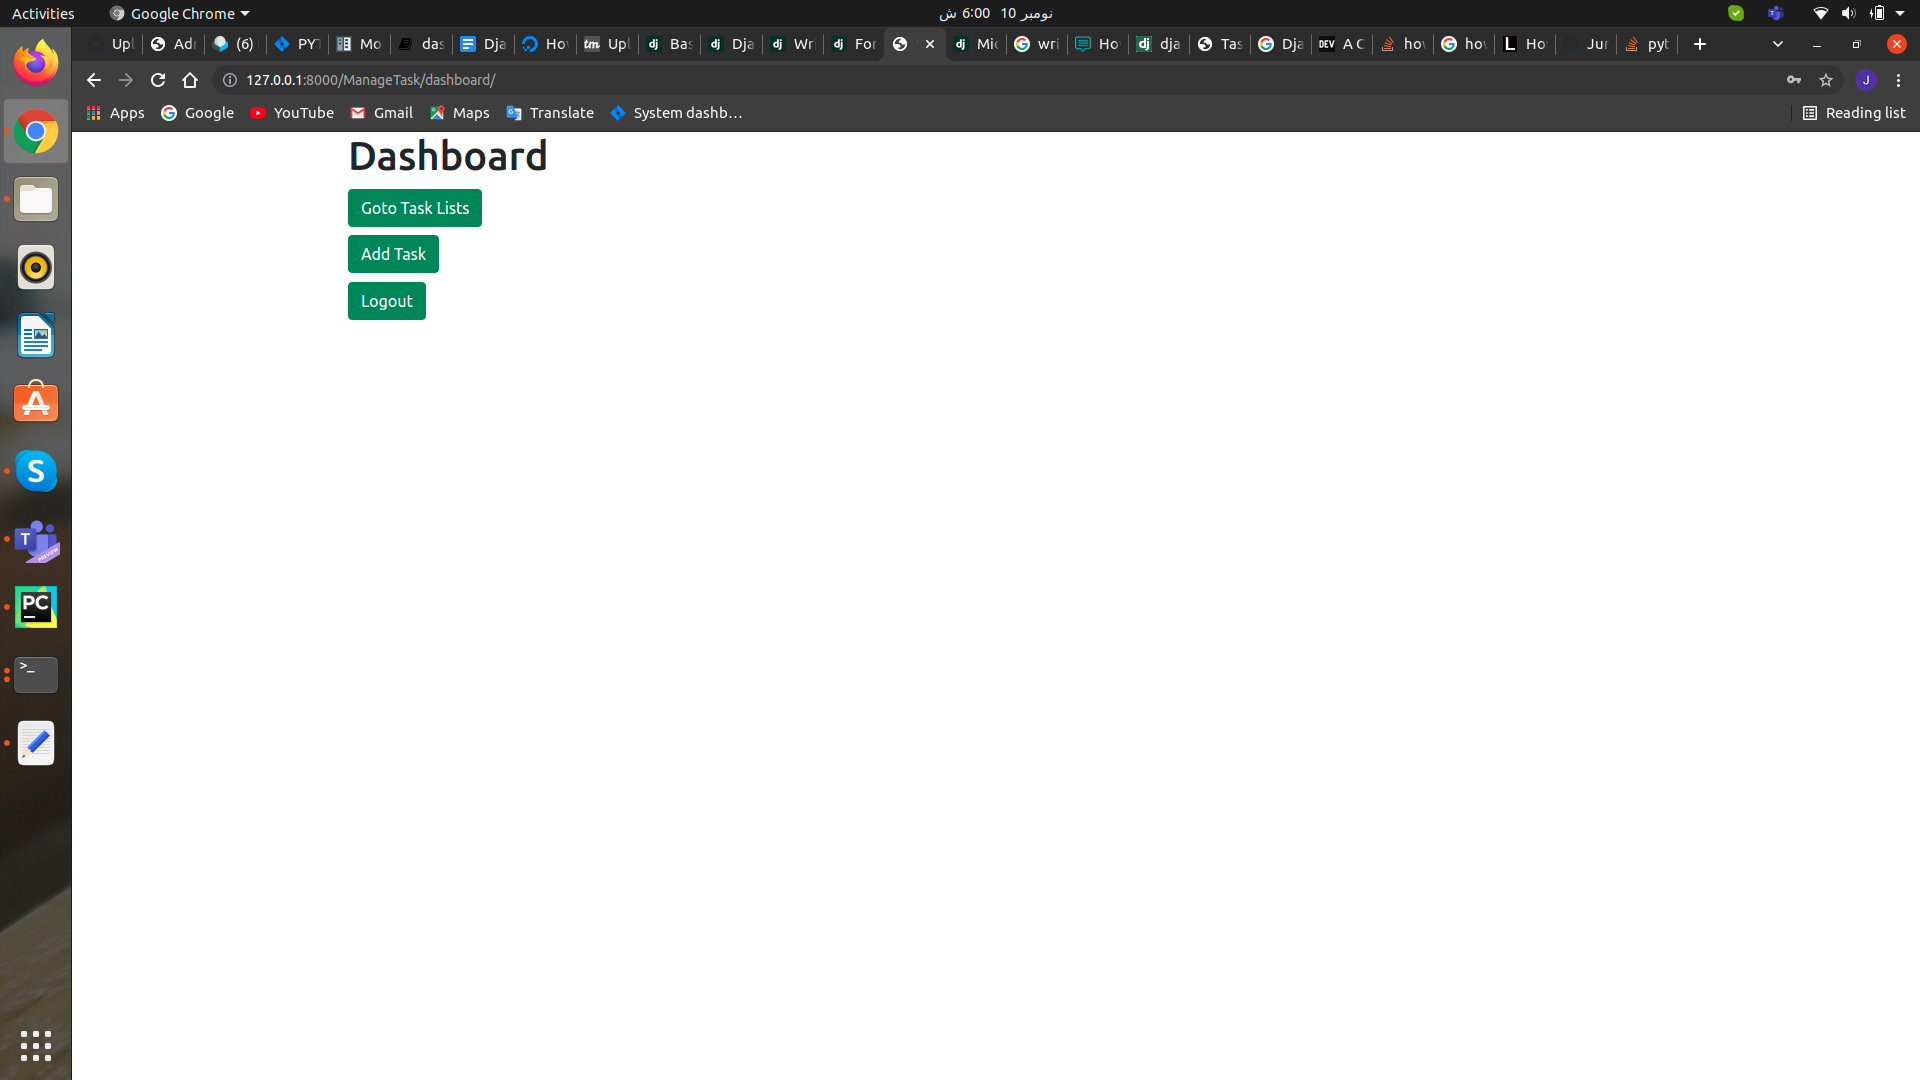 Activities
Google Chrome
نومبر 10 6:00 ش
Upl
Adı
(6)
PY
Mo
das
Dja
Ho
Upl
Bas
Dja
Wri
For
Mic
wri
Ho
dja
Tas
Dja
A C
hov
hov
Ho
Jur
pyt
127.0.0.1:8000/ManageTask/dashboard/
J
Apps
Google
YouTube
Gmail
Maps
Translate
System dashb…
Reading list
Dashboard
Goto Task Lists
Add Task
Logout